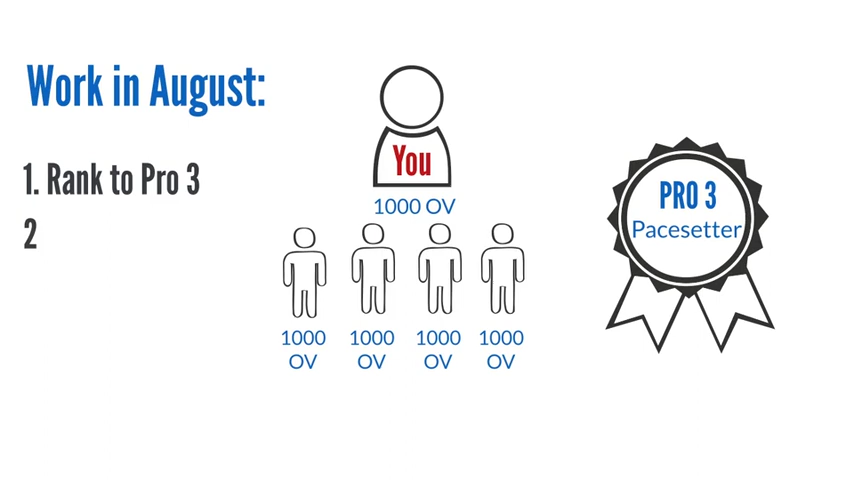 Work in August:
1. Rank to Pro 3
2
You
1000 OV
1000 1000 1000 1000
OV OV OV OV
PRO 3
Pacesetter